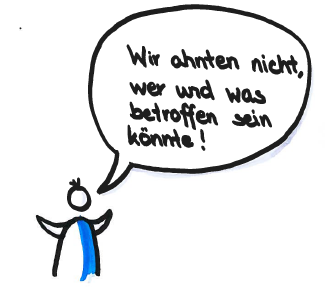 Wir ahnten nicht,
wer und was
betroffen sein
könnte!